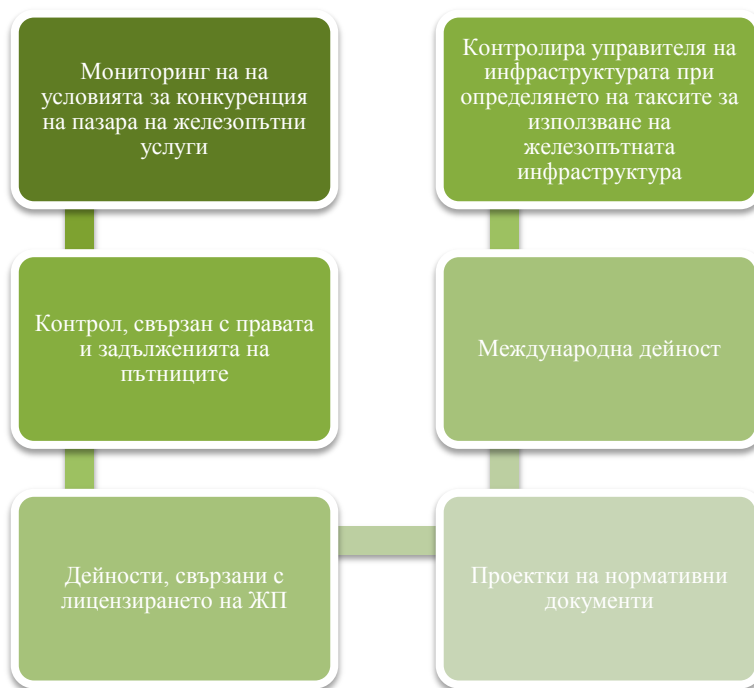 Мониторинг на на
условията за конкуренция
на пазара на железопътни
услуги
Контрол, свързан с правата
и задълженията на
пътниците
Дейности, свързани с
лицензирането на ЖП
Проектки на нормативни
документи
Международна дейност
Контролира управителя на
инфраструктурата при
определянето на таксите за
използване на
железопътната
инфраструктура